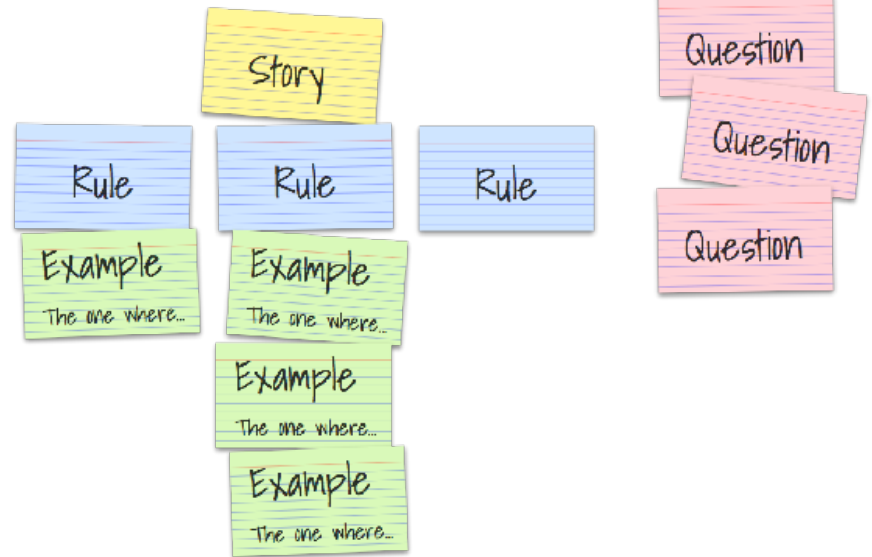 Story
Rule
Rule
Rule
Example
The one where...
Example
The one where...
Example
The one where...
Example
The one where...
Question
Question
Question